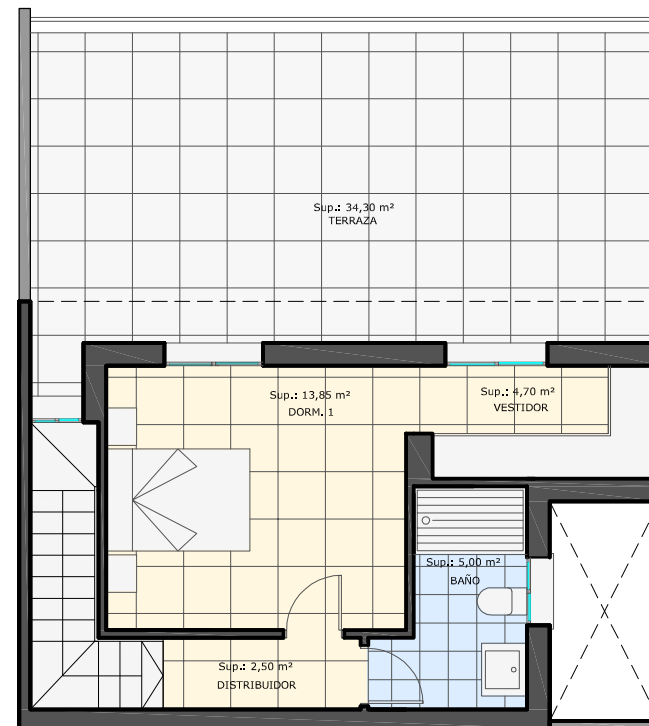 Sup.: 34,30 m²
TERRAZA
Sup.: 13,85 m²
DORM. 1
Sup.: 4,70 m²
VESTIDOR
Sup.: 5,00 m²
BAÑO
Sup.: 2,50 m²
DISTRIBUIDOR